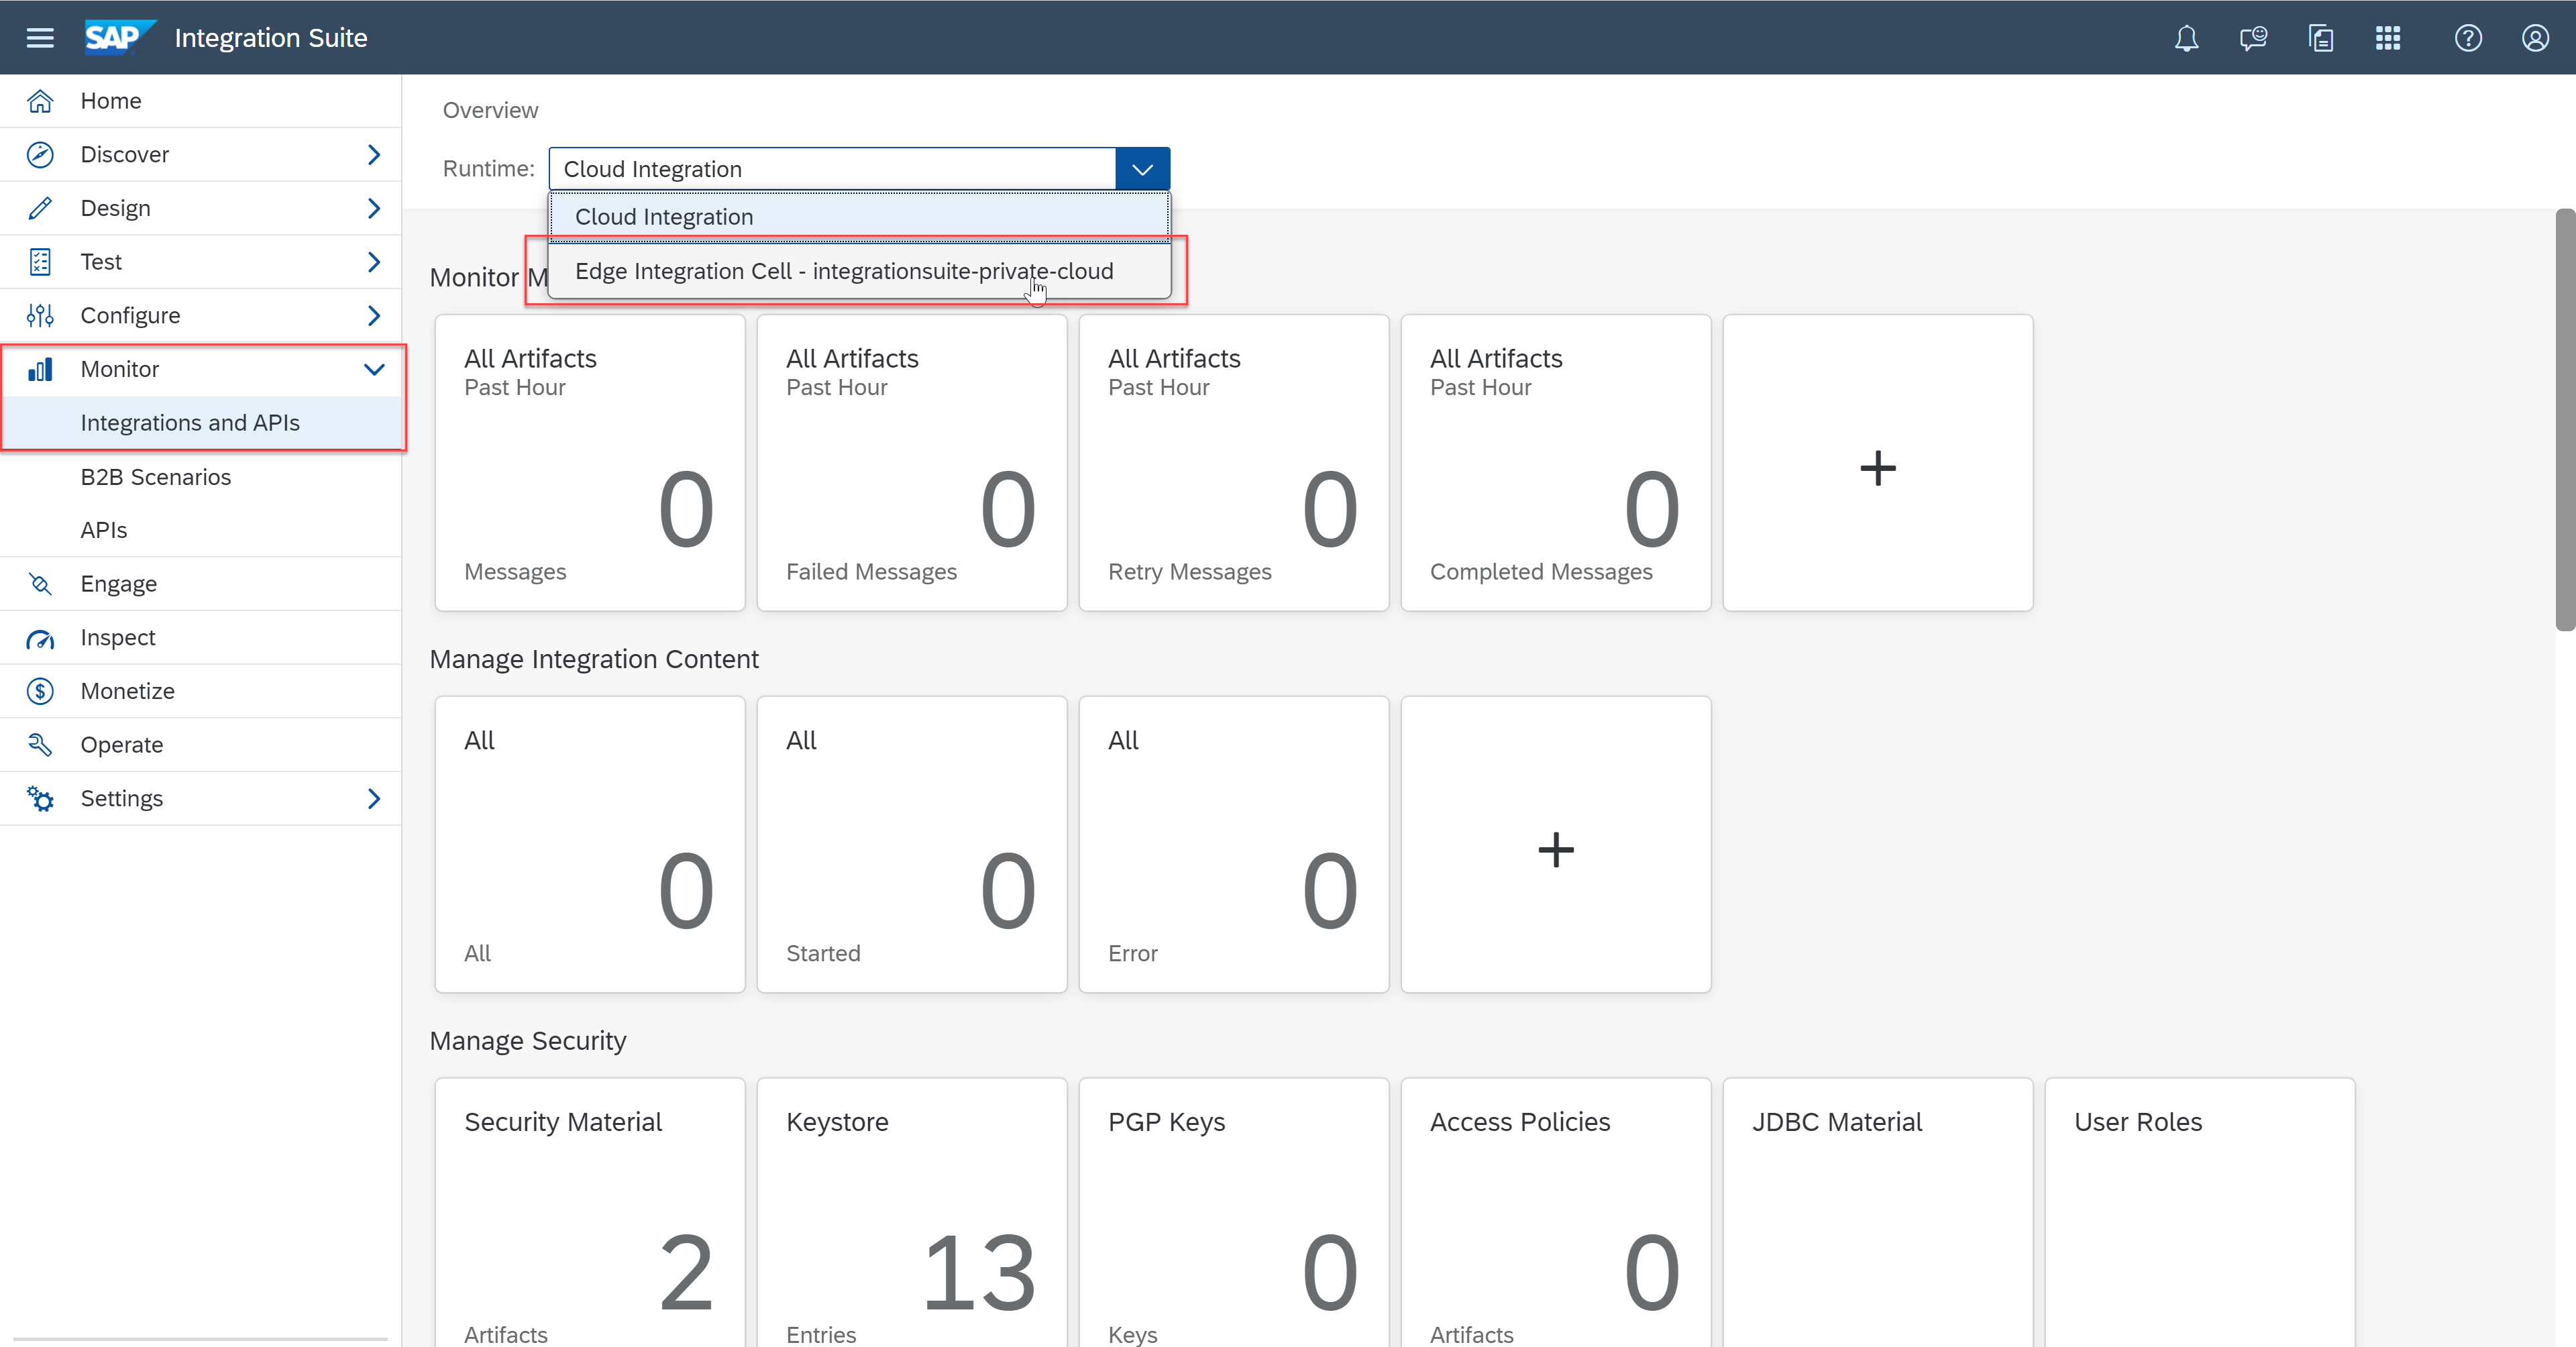 SAP Integration Suite
Home
Discover
Design
Test
Configure
Monitor
Integrations and APIs
B2B Scenarios
APIs
Engage
Inspect
Monetize
Operate
Settings
Overview
Runtime: Cloud Integration
Cloud Integration
Edge Integration Cell - integrationsuite-private-cloud
Monitor M
All Artifacts
Past Hour
0
Messages
All Artifacts
Past Hour
0
Failed Messages
All Artifacts
Past Hour
0
Retry Messages
All Artifacts
Past Hour
0
Completed Messages
+
Manage Integration Content
All
0
All
All
0
Started
All
0
Error
+
Manage Security
Security Material
2
Artifacts
Keystore
13
Entries
PGP Keys
0
Keys
Access Policies
0
Artifacts
JDBC Material
User Roles